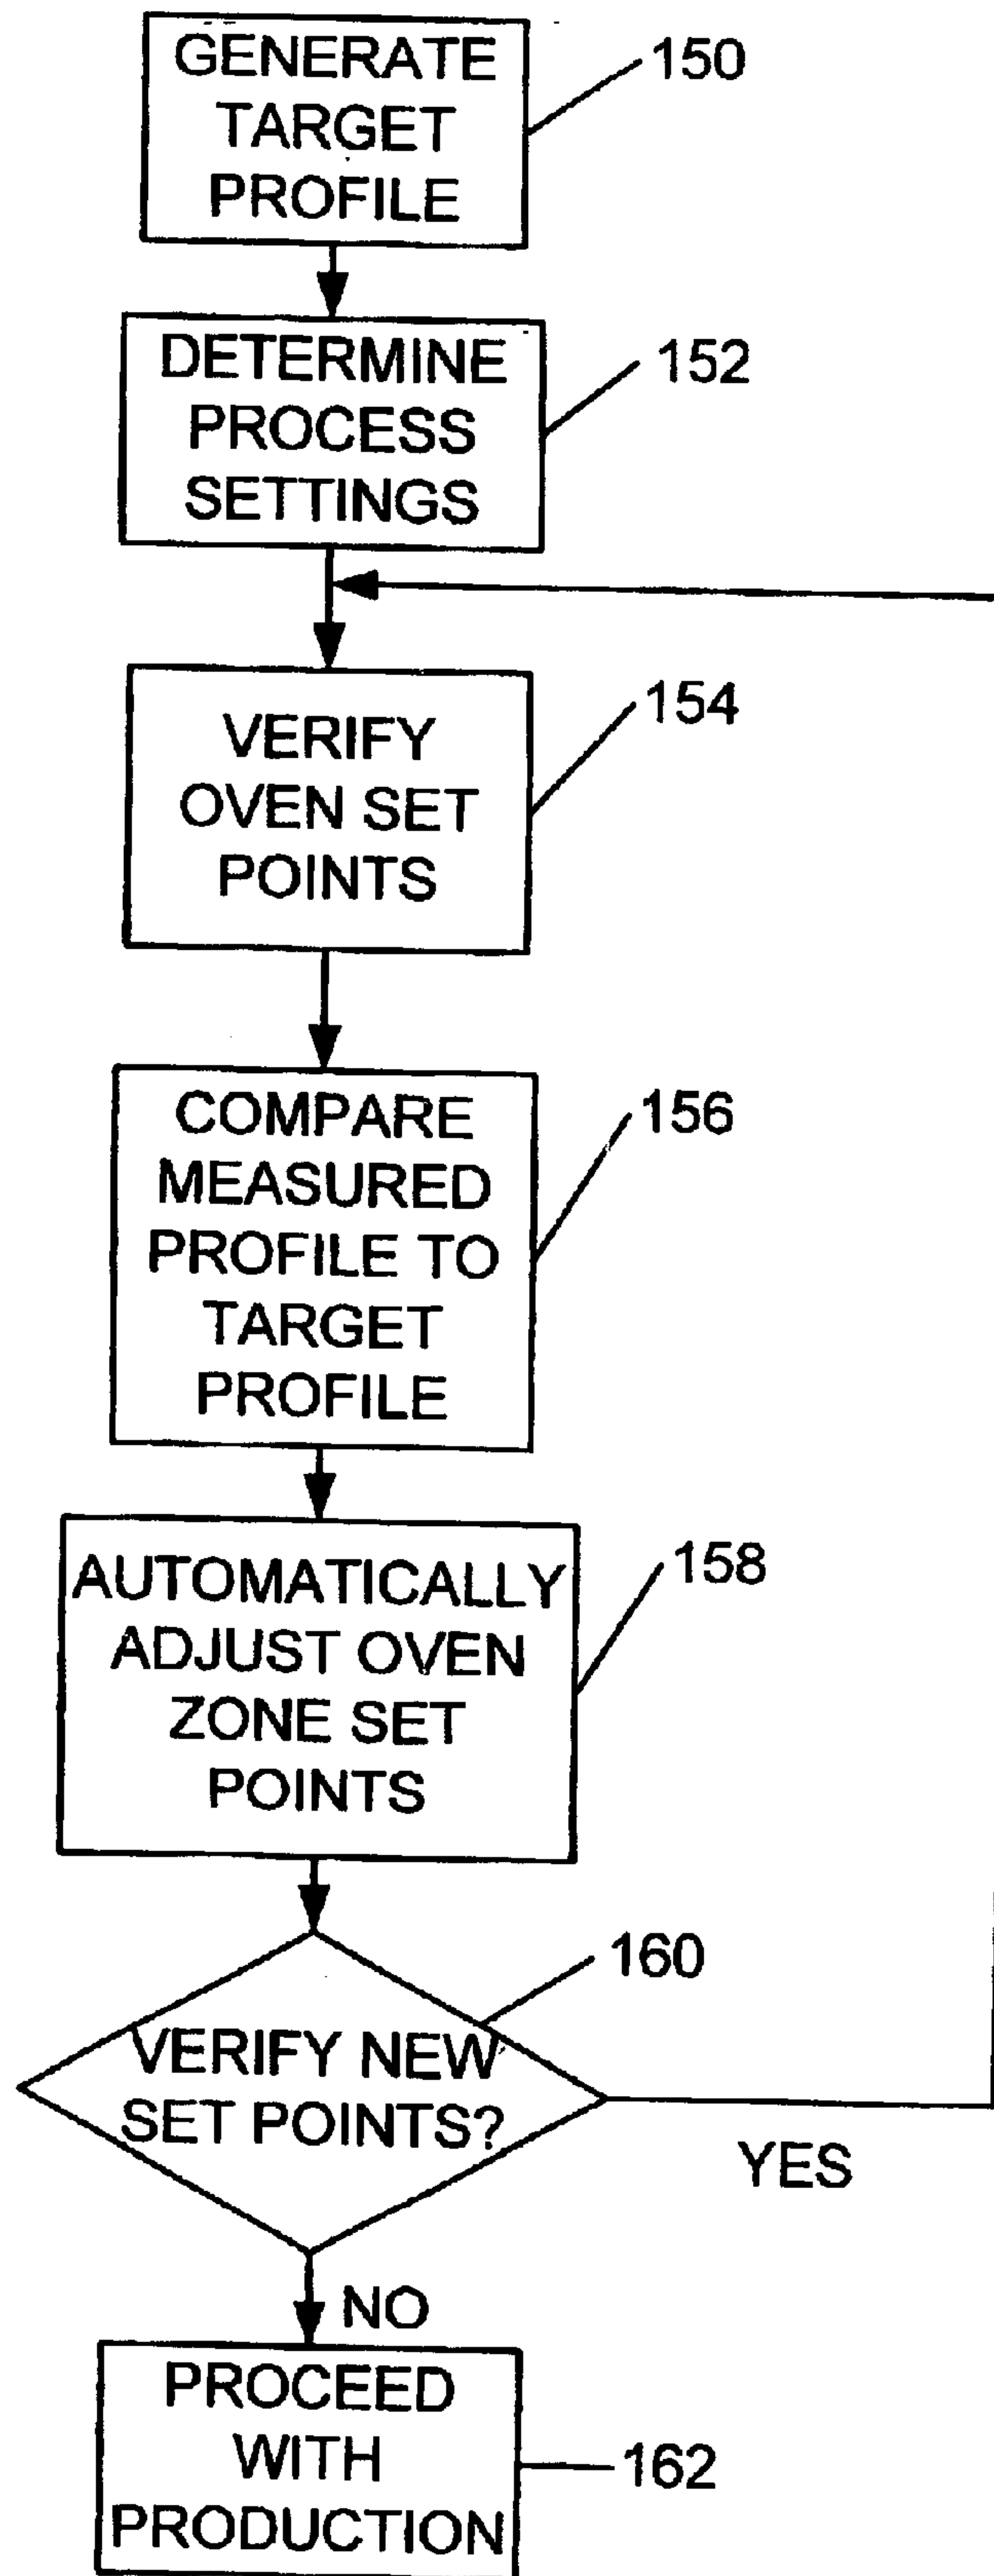 GENERATE
TARGET
PROFILE
150
DETERMINE
PROCESS
SETTINGS
152
VERIFY
OVEN SET
POINTS
154
COMPARE
MEASURED
PROFILE TO
TARGET
PROFILE
156
AUTOMATICALLY
ADJUST OVEN
ZONE SET
POINTS
158
VERIFY NEW
SET POINTS?
160
YES
NO
PROCEED
WITH
PRODUCTION
162